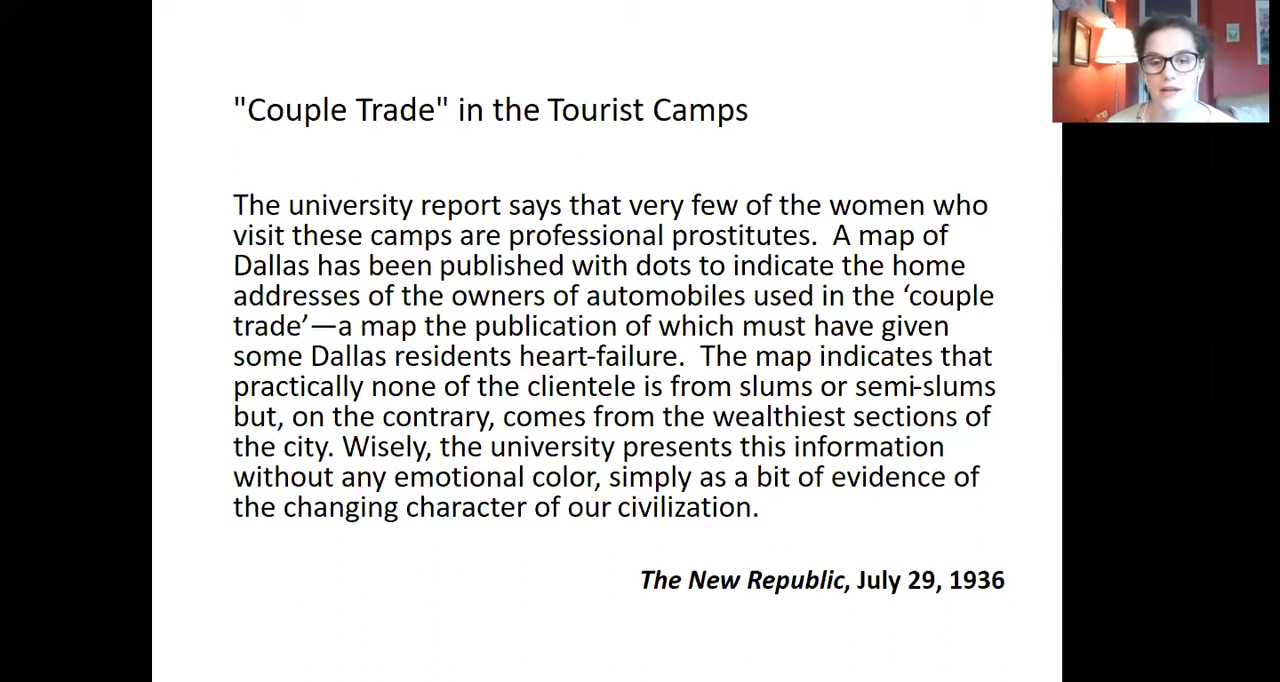 "Couple Trade" in the Tourist Camps
The university report says that very few of the women who
visit these camps are professional prostitutes.  A map of
Dallas has been published with dots to indicate the home
addresses of the owners of automobiles used in the ‘couple
trade’—a map the publication of which must have given
some Dallas residents heart-failure.  The map indicates that
practically none of the clientele is from slums or semi-slums
but, on the contrary, comes from the wealthiest sections of
the city. Wisely, the university presents this information
without any emotional color, simply as a bit of evidence of
the changing character of our civilization.
The New Republic, July 29, 1936